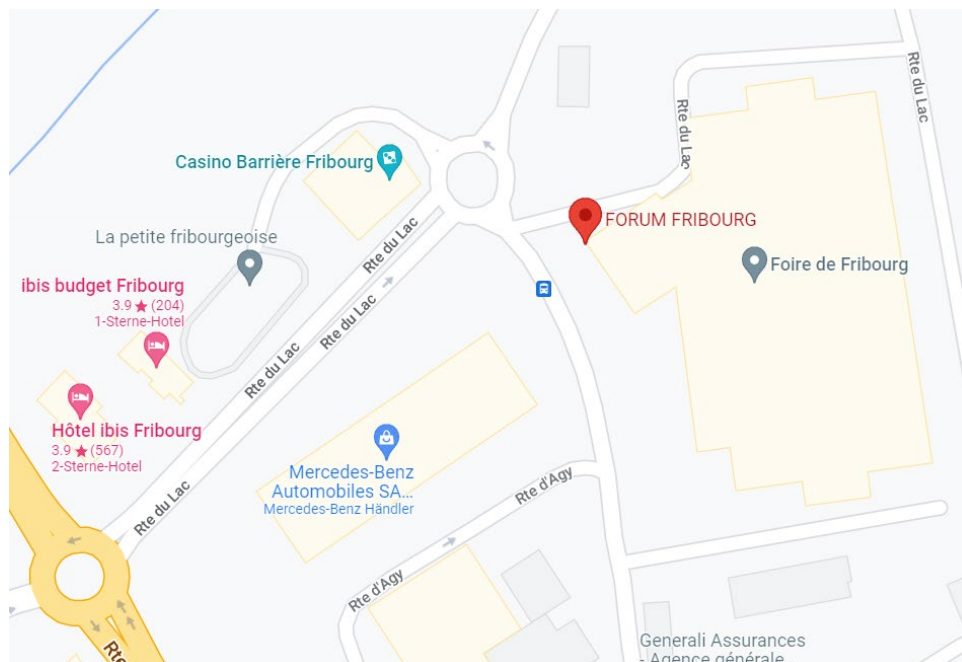 Casino Barrière Fribourg
La petite fribourgeoise
ibis budget Fribourg
3.9 ★ (204)
1-Sterne-Hotel
Hôtel ibis Fribourg
3.9 ★ (567)
2-Sterne-Hotel
Rte du Lac
Rte du Lac
Rte du Lac
Rte du Lac
Rte du Lac
Rte du Lac
FORUM FRIBOURG
Foire de Fribourg
Mercedes-Benz
Automobiles SA...
Mercedes-Benz Händler
Rte d'Agy
Rte d'Agy
Rte
Generali Assurances
- Agence générale